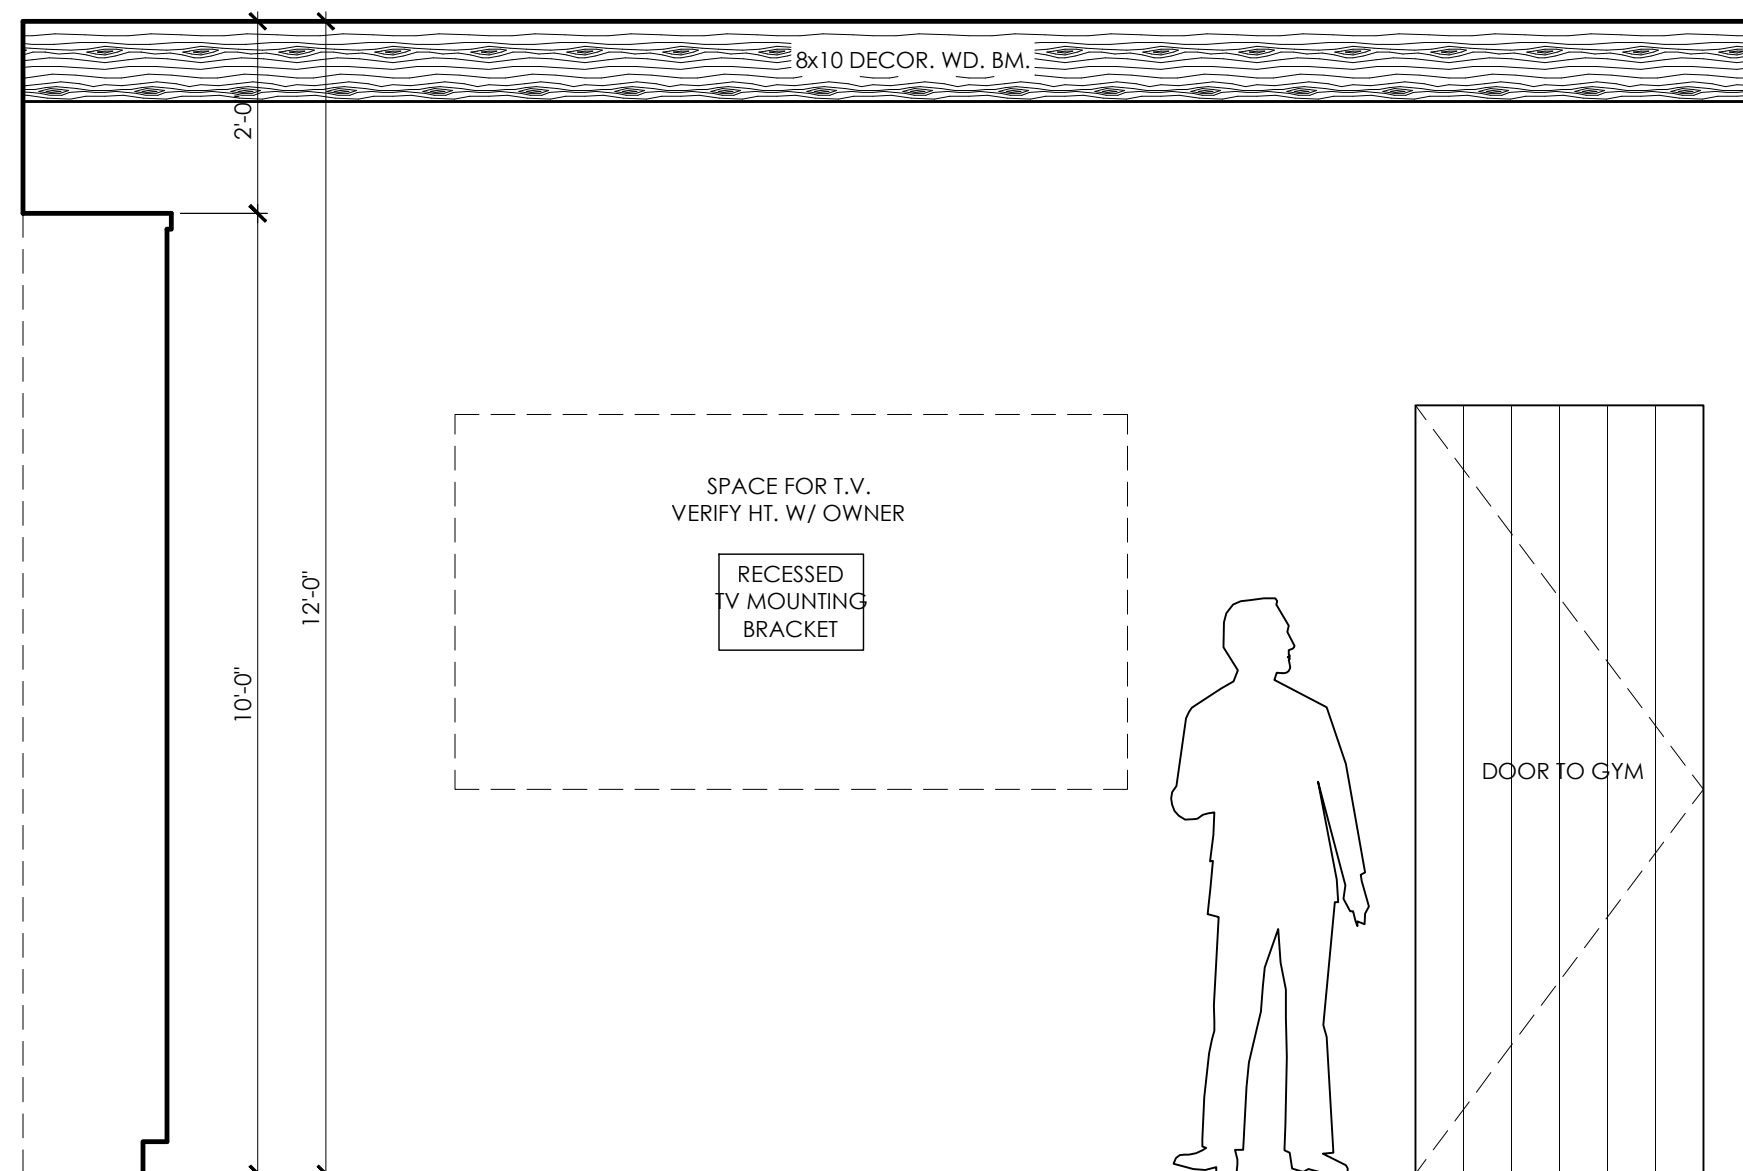 8x10 DECOR. WD. BM.
2'-0"
SPACE FOR T.V.
VERIFY HT. W/ OWNER
RECESSED
TV MOUNTING
BRACKET
12'-0"
10'-0"
DOOR TO GYM